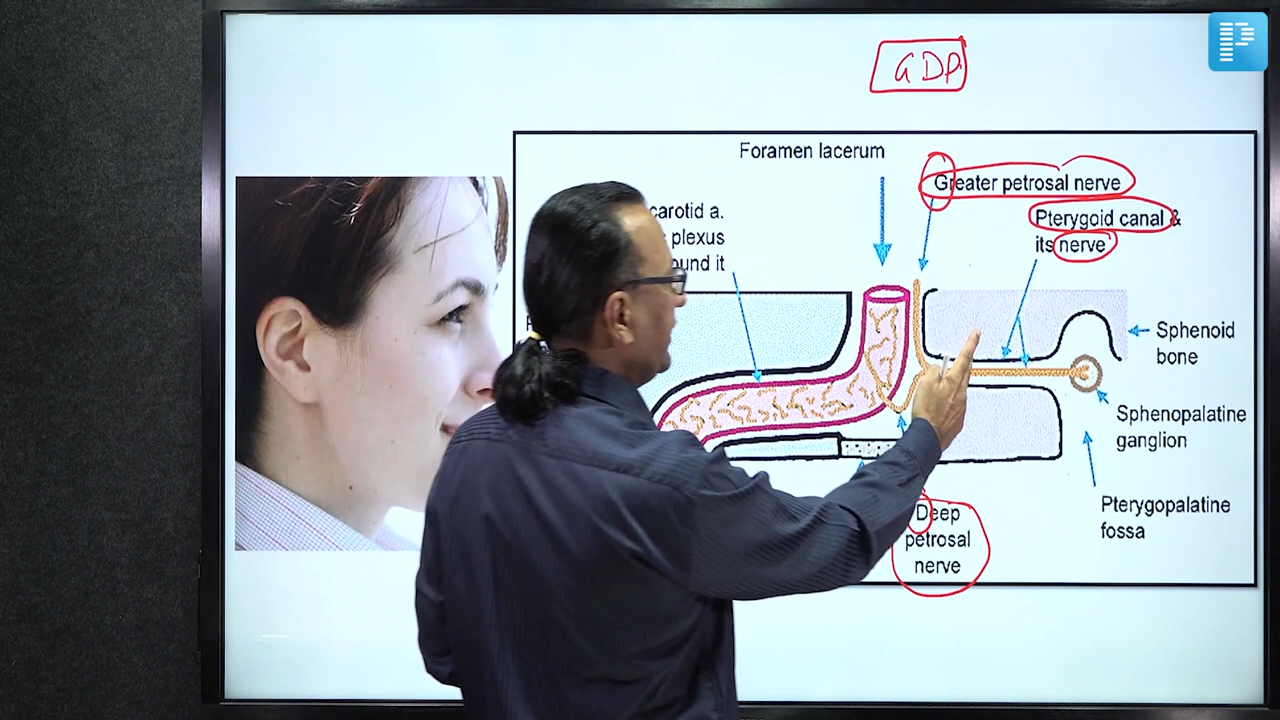 GDP
Foramen lacerum
Greater petrosal nerve
Pterygoid canal &
its nerve
carotid a.
plexus
it
Sphenoid
bone
Sphenopalatine
ganglion
Pterygopalatine
fossa
Deep
petrosal
nerve
P